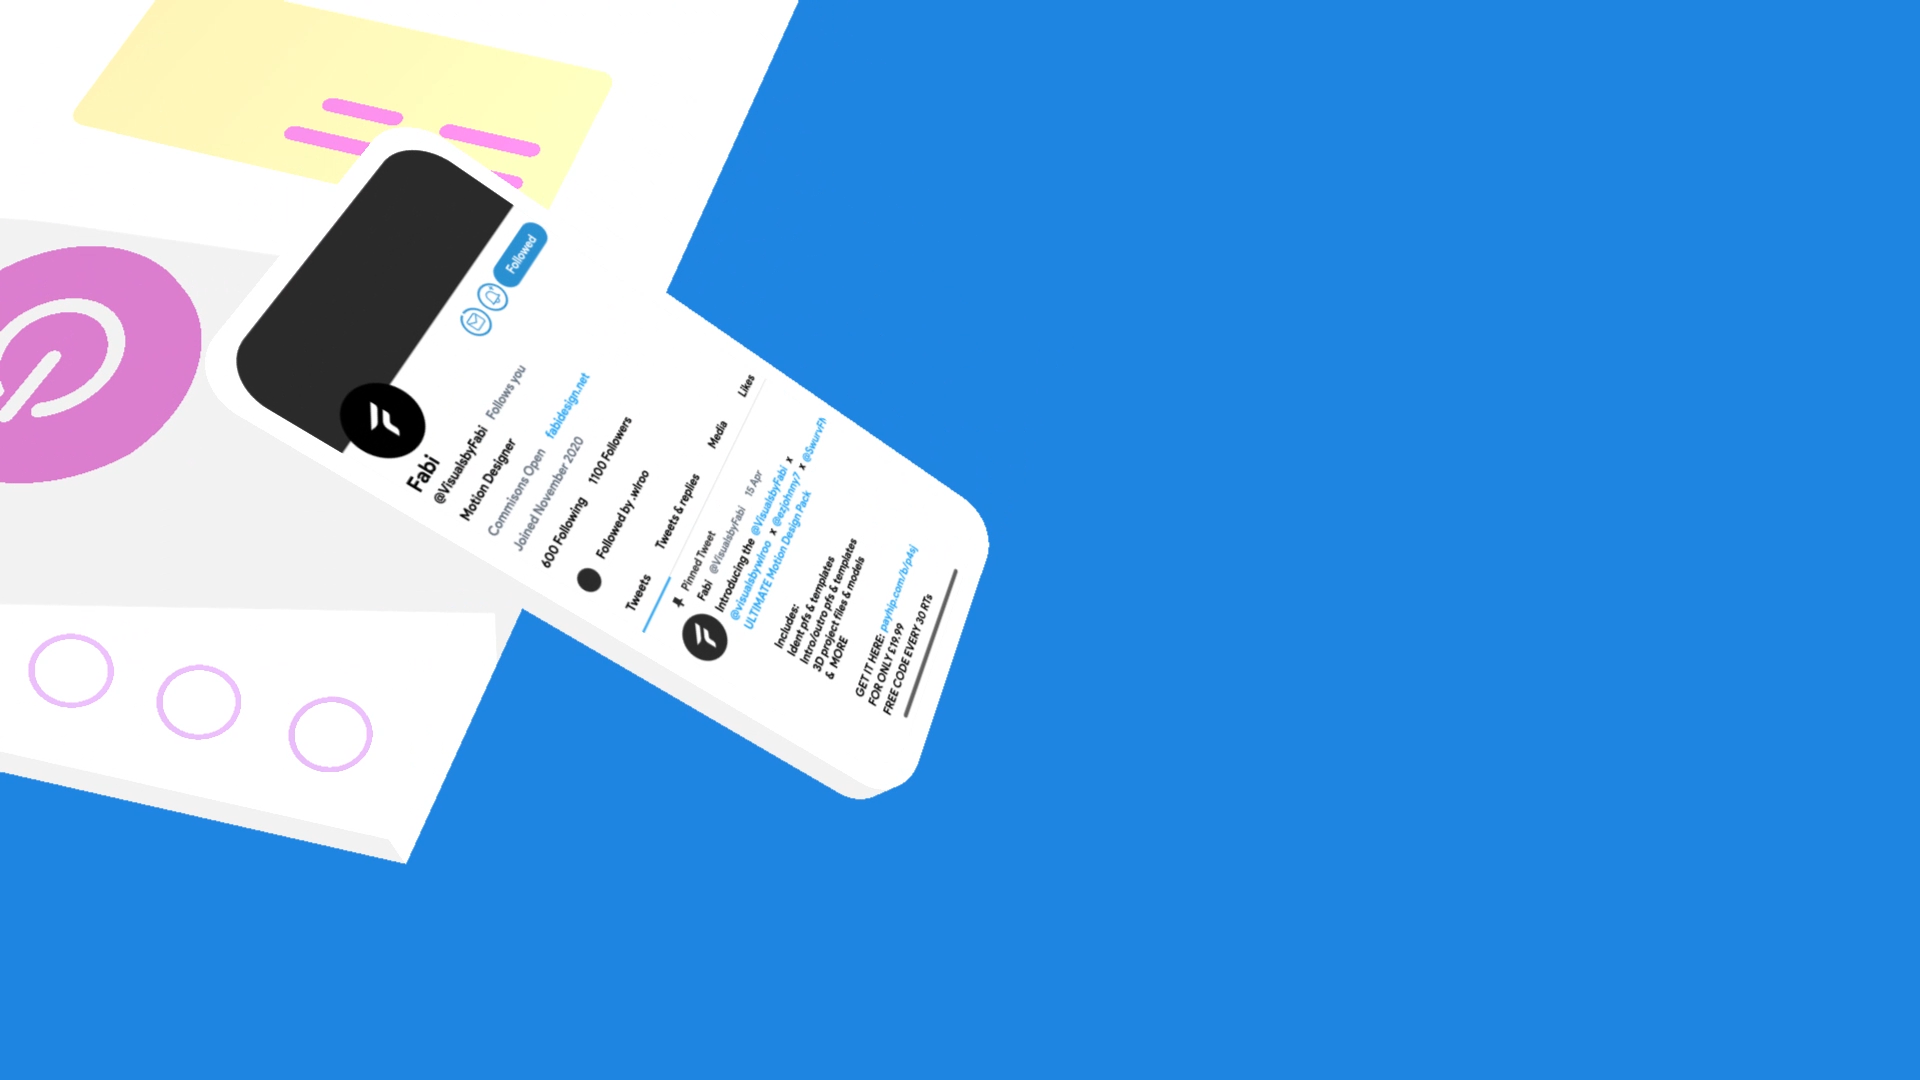 Followed
Fabi
@VisualsbyFabi Follows you
Motion Designer
Commisons Open fabidesign.net
Joined November 2020
600 Following 1100 Followers
Followed by .wlroo
Tweets Tweets & replies Media Likes
Pinned Tweet
Fabi @VisualsbyFabi 15 Apr
Introducing the @VisualsbyFabi x
@visualsbywlroo x @ezjohnny7 x
ULTIMATE Motion Design Pack
Includes:
Ident pfs & templates
Intro/outro pfs & templates
3D project files & models
& MORE
GET IT HERE: payhip.com/b/p4sj
FOR ONLY £19.99
FREE CODE EVERY 30 RTs